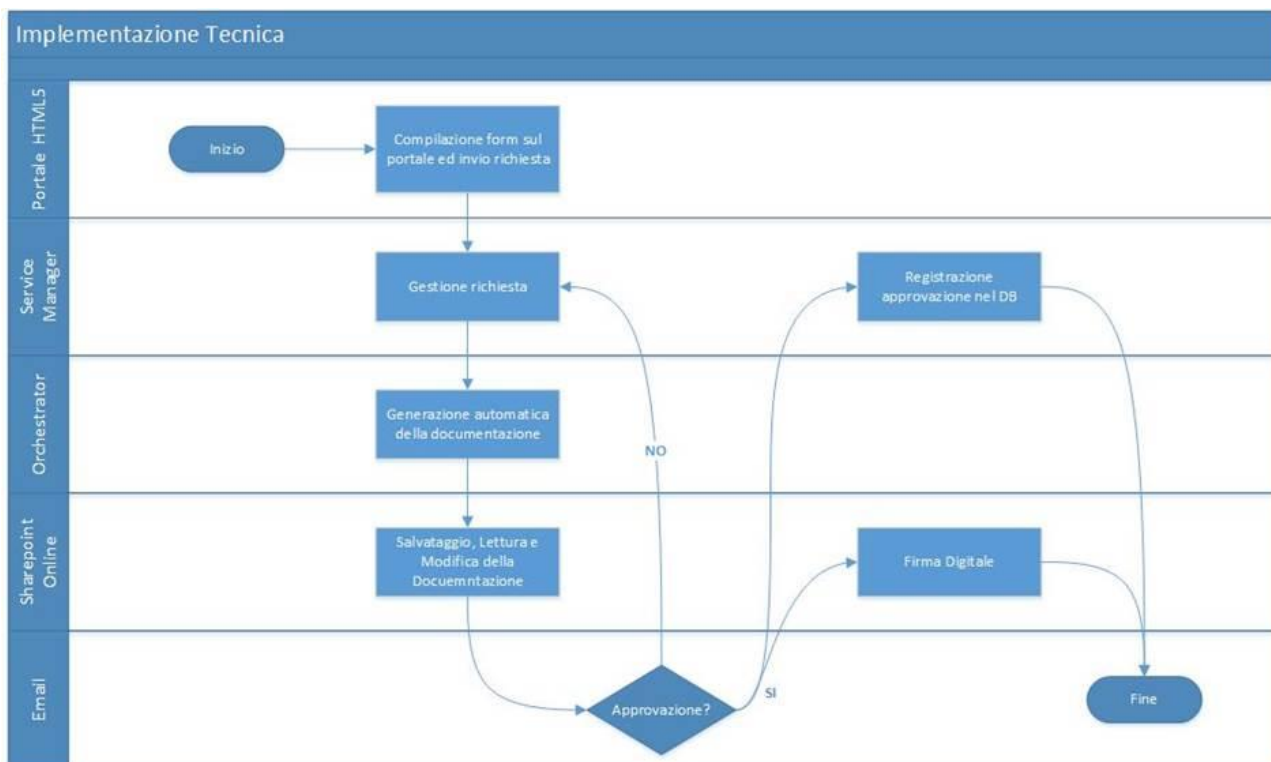 Implementazione Tecnica
Portale HTML5
Inizio
Compilazione form sul
portale ed invio richiesta
Service
Manager
Gestione richiesta
Registrazione
approvazione nel DB
Orchestrator
Generazione automatica
della documentazione
NO
Sharepoint
Online
Salvataggio, Lettura e
Modifica della
Docuemntazione
Firma Digitale
Email
Approvazione?
SI
Fine